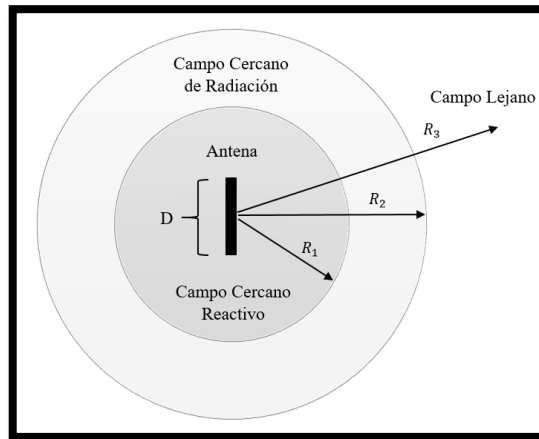 Campo Cercano
de Radiación
Campo Lejano
R₃
Antena
D
R₂
R₁
Campo Cercano
Reactivo